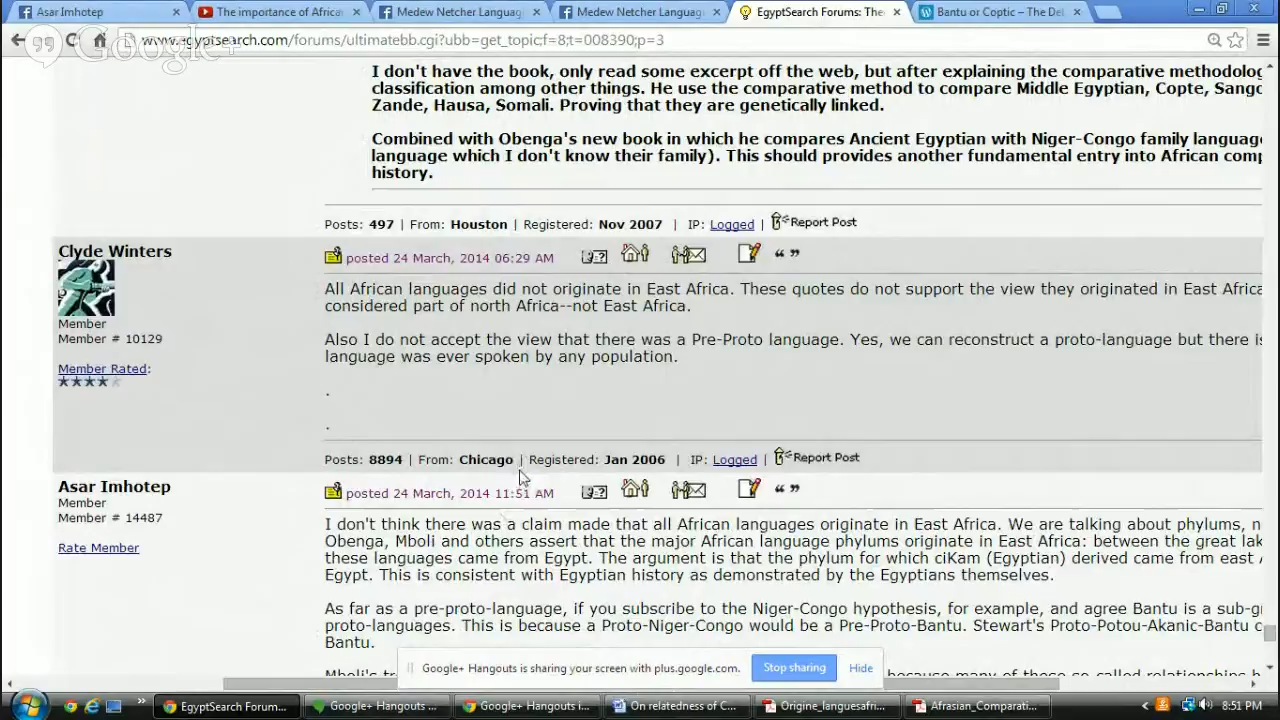 Asar Imhotep
The importance of Africa
Medew Netcher Languag
Medew Netcher Languag
EgyptSearch Forums: The
Bantu or Coptic – The Del
Google+
www.egyptsearch.com/forums/ultimatebb.cgi?ubb=get_topic;f=8;t=008390;p=3
I don't have the book, only read some excerpt off the web, but after explaining the comparative methodolog
classification among other things. He use the comparative method to compare Middle Egyptian, Copte, Sango
Zande, Hausa, Somali. Proving that they are genetically linked.
Combined with Obenga's new book in which he compares Ancient Egyptian with Niger-Congo family language
language which I don't know their family). This should provides another fundamental entry into African comp
history.
Posts: 497 | From: Houston | Registered: Nov 2007 | IP: Logged | Report Post
Clyde Winters
Member
Member # 10129
Member Rated:
posted 24 March, 2014 06:29 AM
All African languages did not originate in East Africa. These quotes do not support the view they originated in East Africa
considered part of north Africa--not East Africa.
Also I do not accept the view that there was a Pre-Proto language. Yes, we can reconstruct a proto-language but there is
language was ever spoken by any population.
.
.
Posts: 8894 | From: Chicago | Registered: Jan 2006 | IP: Logged | Report Post
Asar Imhotep
Member
Member # 14487
Rate Member
posted 24 March, 2014 11:51 AM
I don't think there was a claim made that all African languages originate in East Africa. We are talking about phylums, n
Obenga, Mboli and others assert that the major African language phylums originate in East Africa: between the great lak
these languages came from Egypt. The argument is that the phylum for which ciKam (Egyptian) derived came from east A
Egypt. This is consistent with Egyptian history as demonstrated by the Egyptians themselves.
As far as a pre-proto-language, if you subscribe to the Niger-Congo hypothesis, for example, and agree Bantu is a sub-g
proto-languages. This is because a Proto-Niger-Congo would be a Pre-Proto-Bantu. Stewart's Proto-Potou-Akanic-Bantu c
Bantu.
Mboli's
because many of these so-called relationships h
Google+ Hangouts is sharing your screen with plus.google.com.
Stop sharing
Hide
EgyptSearch Forums...
Google+ Hangouts ...
Google+ Hangouts i...
On relatedness of C...
Origine_languesafri...
Afrasian_Comparati...
8:51 PM